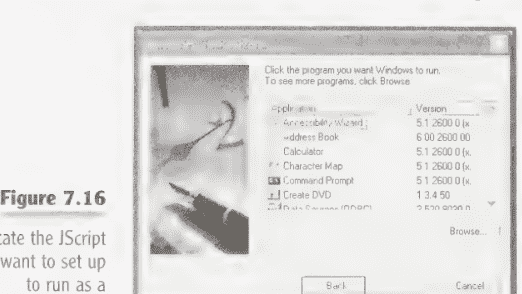 Click the program you want Windows to run.
To see more programs, click Browse
Application Version
Accessibility Wizard 5.1 2600 0 (x
Address Book 6 00 2600 00
Calculator 5.1 2600 0 (x.
Character Map 5 1 2600 0 (x.
Command Prompt 5 1 2600 0 (x.
Create DVD 1 3.4 50
Browse...
Back Cancel
Figure 7.16
cate the JScript
want to set up
to run as a